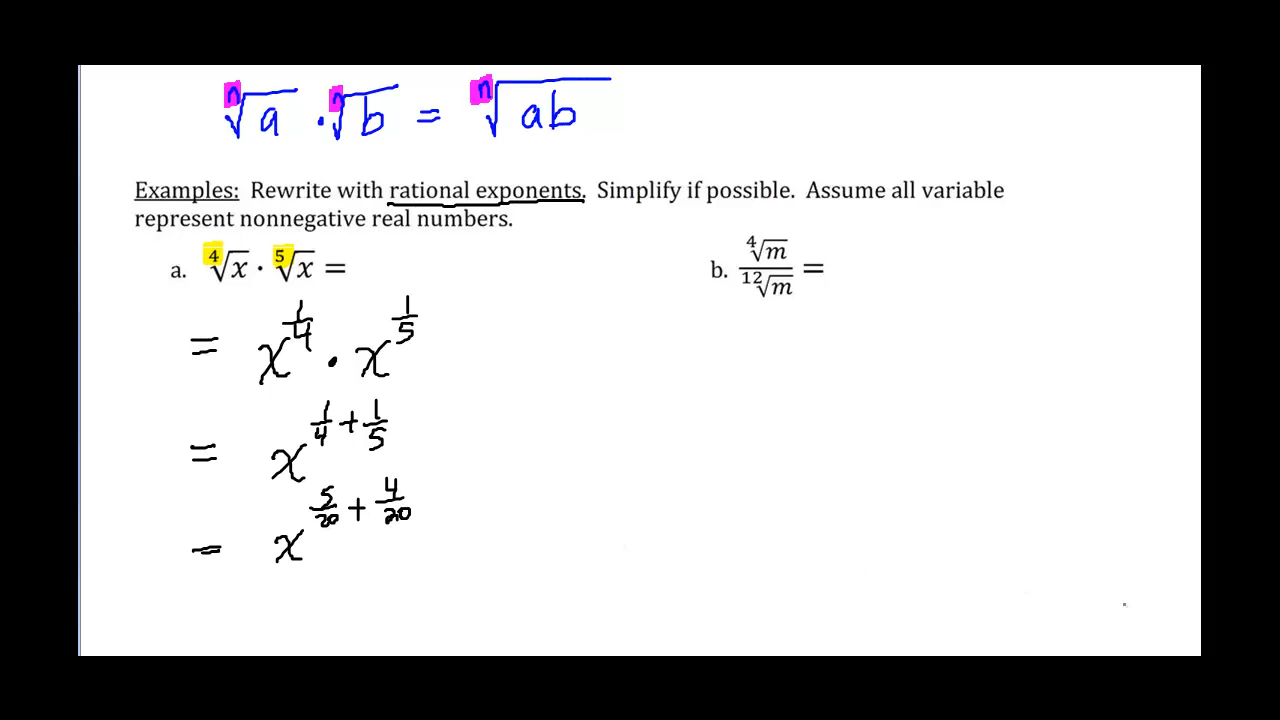 ⁿ√a · ⁿ√b = ⁿ√ab
Examples: Rewrite with rational exponents. Simplify if possible. Assume all variable
represent nonnegative real numbers.
a. ⁴√x · ⁵√x =
b. ⁴√m / ¹²√m =
= x^(1/4) · x^(1/5)
= x^(1/4 + 1/5)
= x^(5/20 + 4/20)